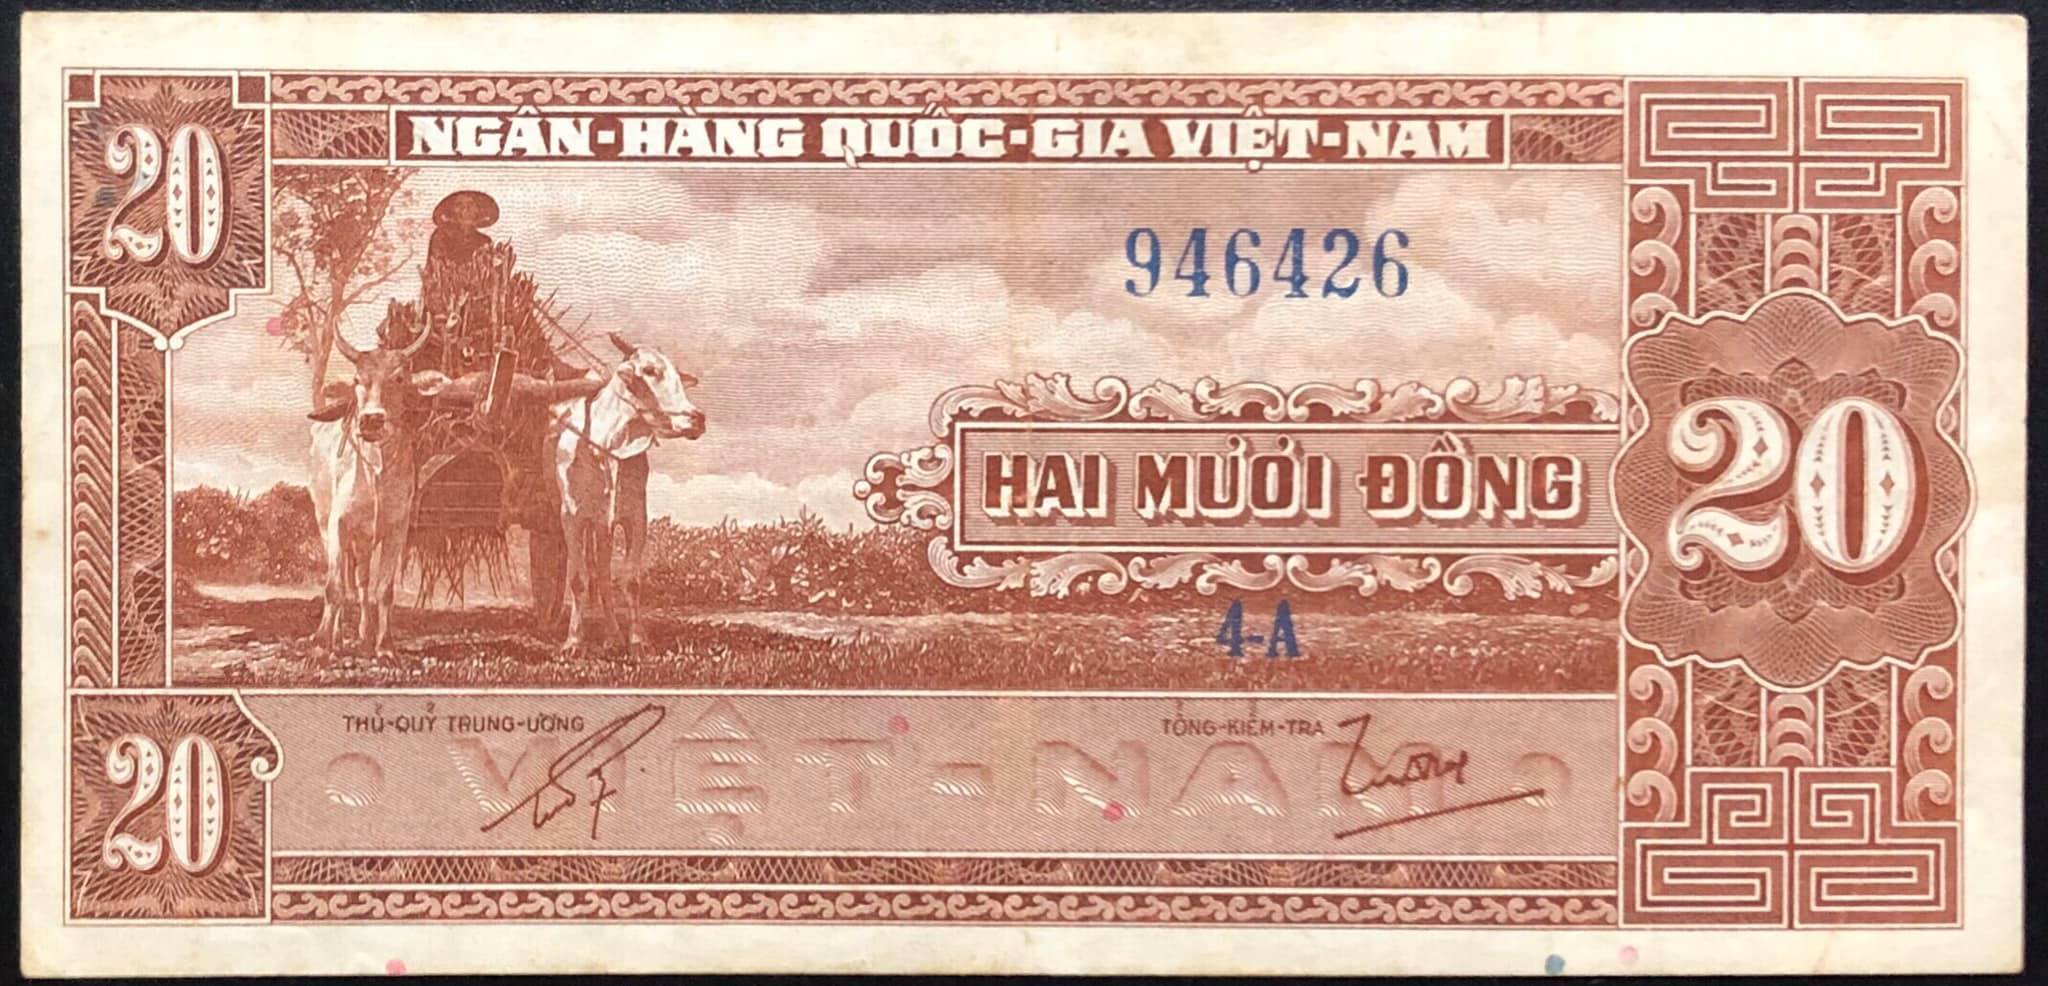 20
NGÂN-HÀNG QUỐC-GIA VIỆT-NAM
946426
HAI MƯƠI ĐỒNG
20
4-A
THỦ-QUỸ TRUNG-ƯƠNG
TỔNG-KIỂM-TRA
VIỆT-NAM
20